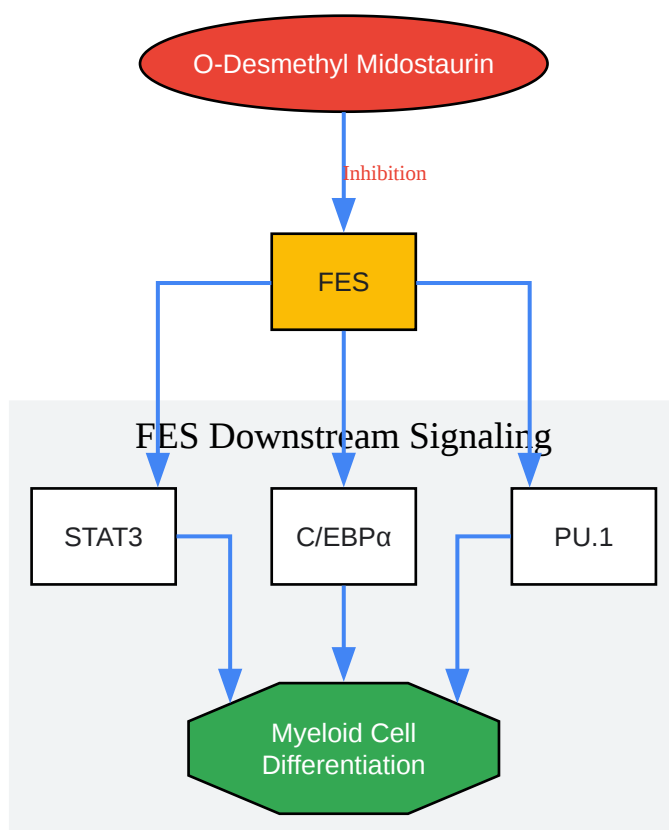 O-Desmethyl Midostaurin
Inhibition
FES
FES Downstream Signaling
STAT3
C/EBPα
PU.1
Myeloid Cell
Differentiation